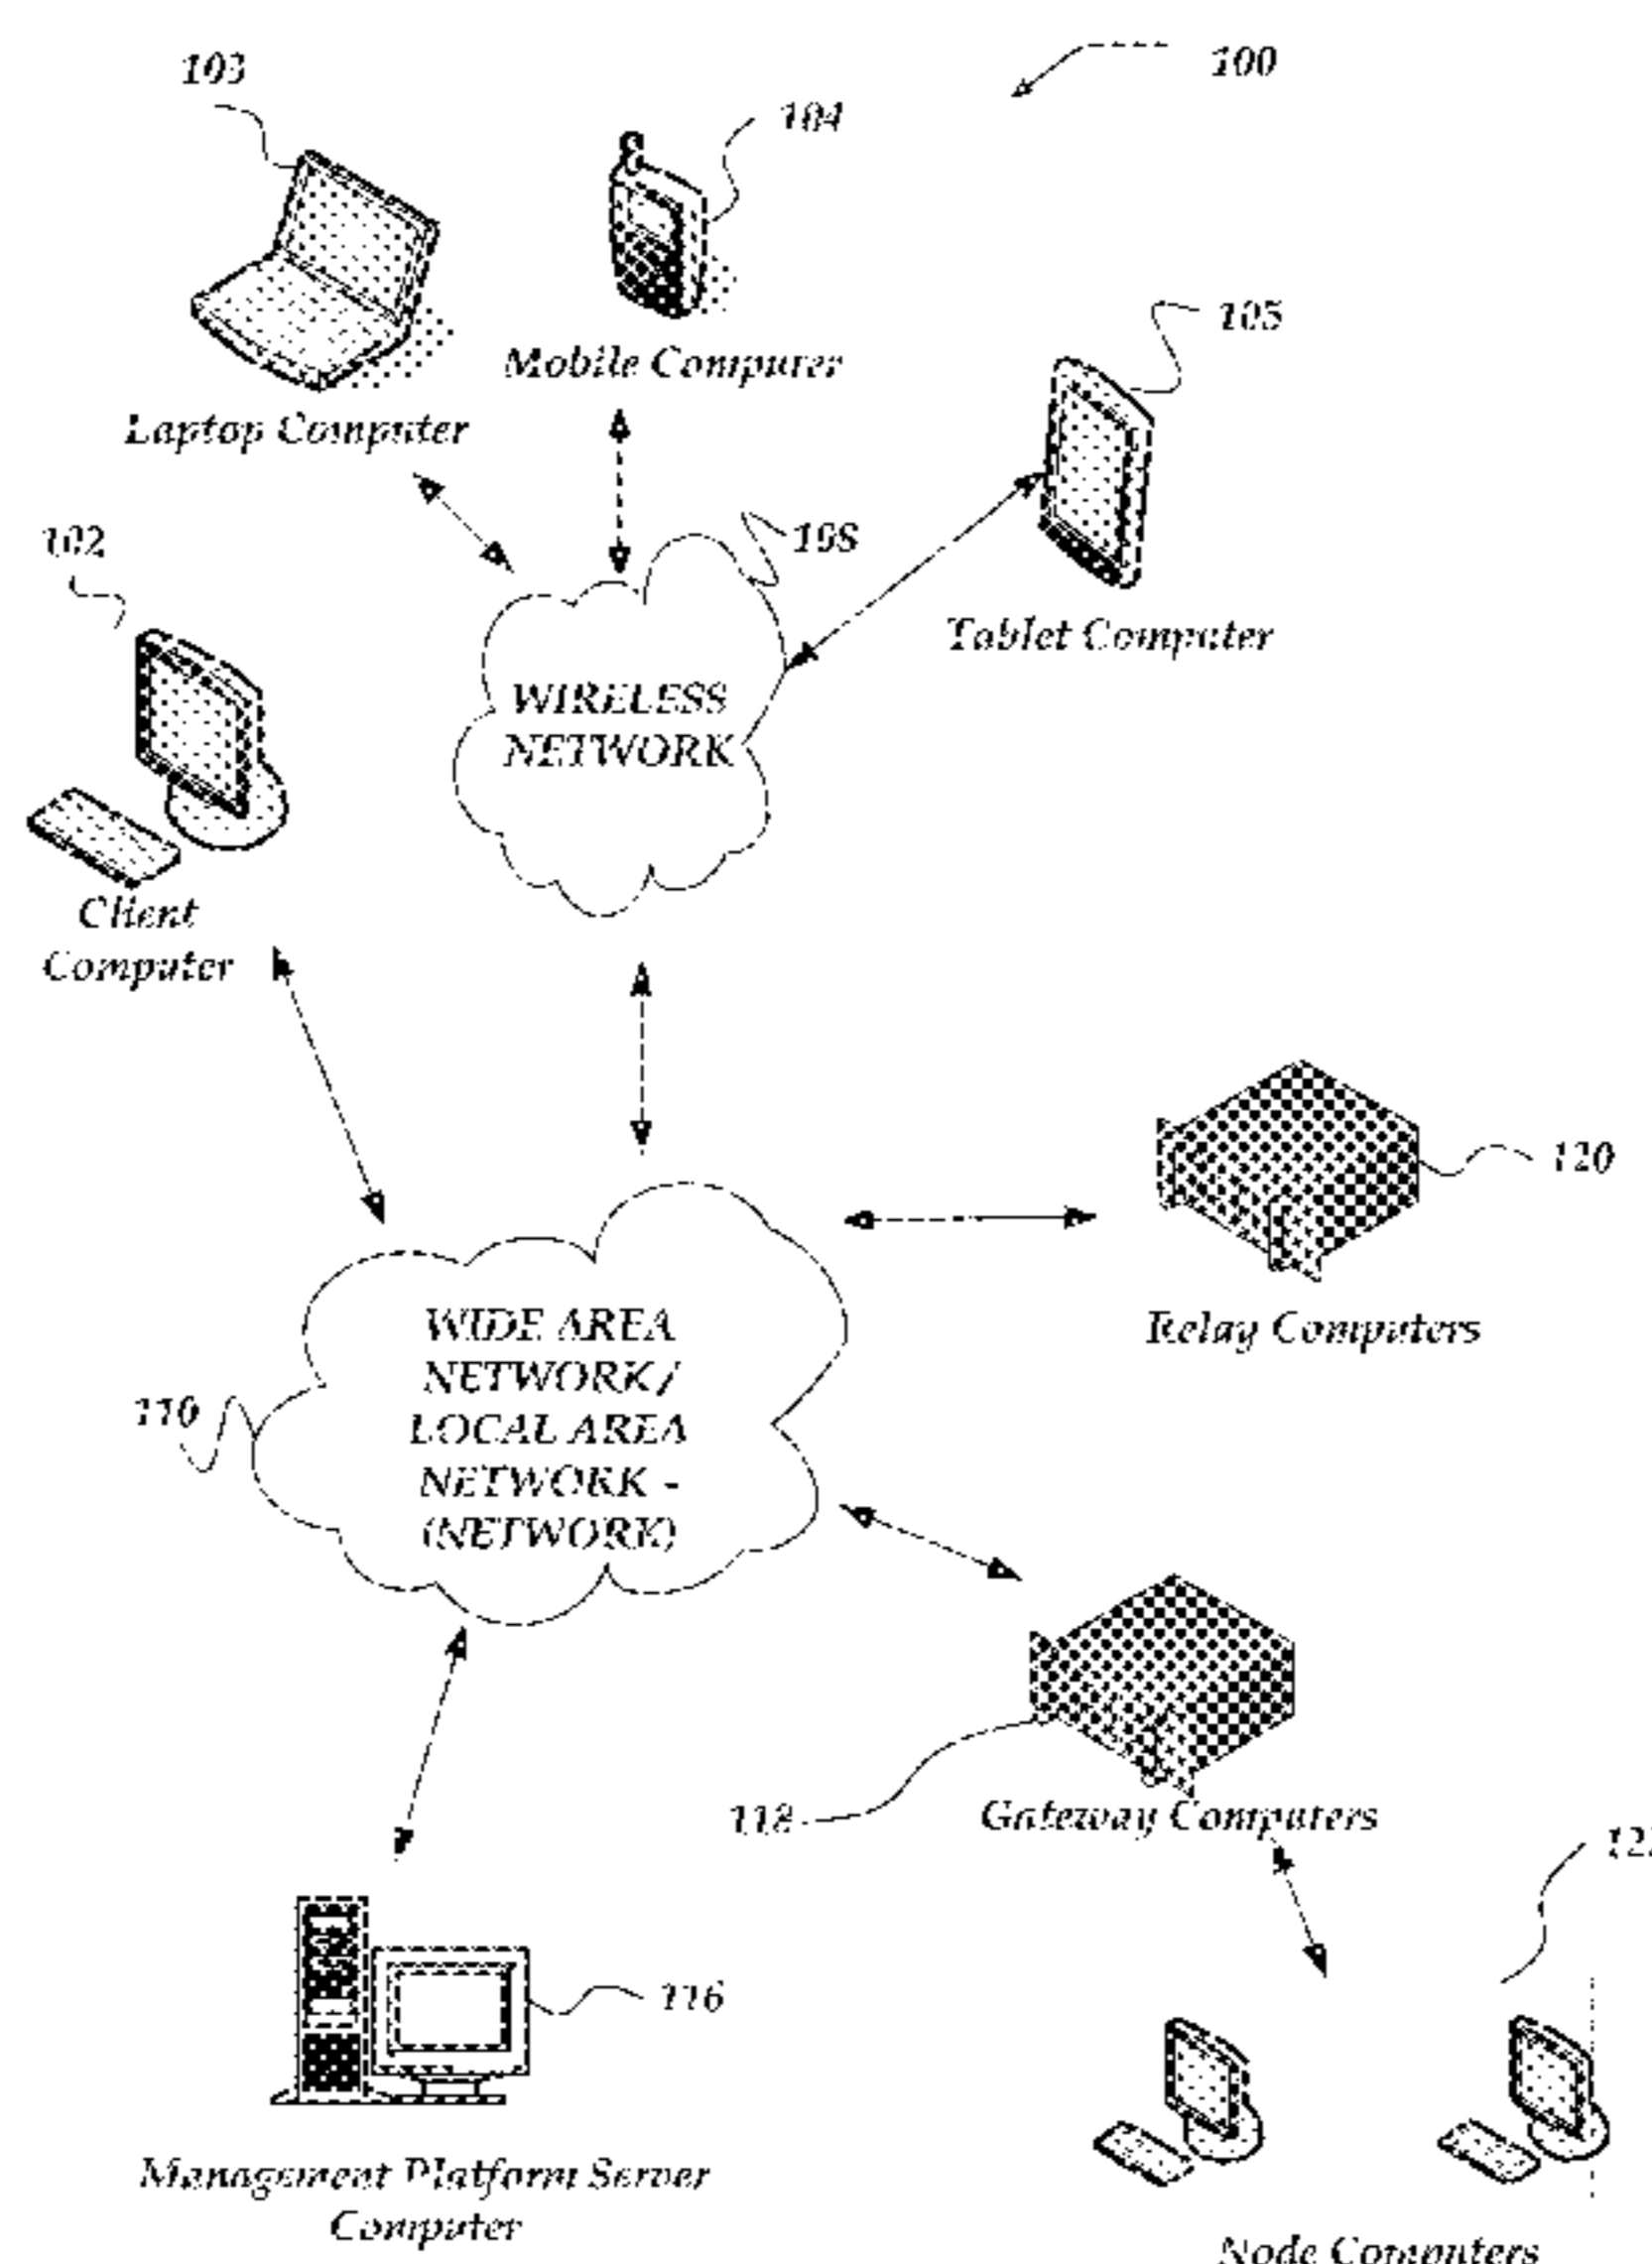 100
103
104
105
Mobile Computer
Laptop Computer
102
108
Tablet Computer
WIRELESS
NETWORK
Client
Computer
120
Relay Computers
WIDE AREA
NETWORK/
LOCAL AREA
NETWORK -
(NETWORK)
110
118
Gateway Computers
116
Management Platform Server
Computer
Node Computers